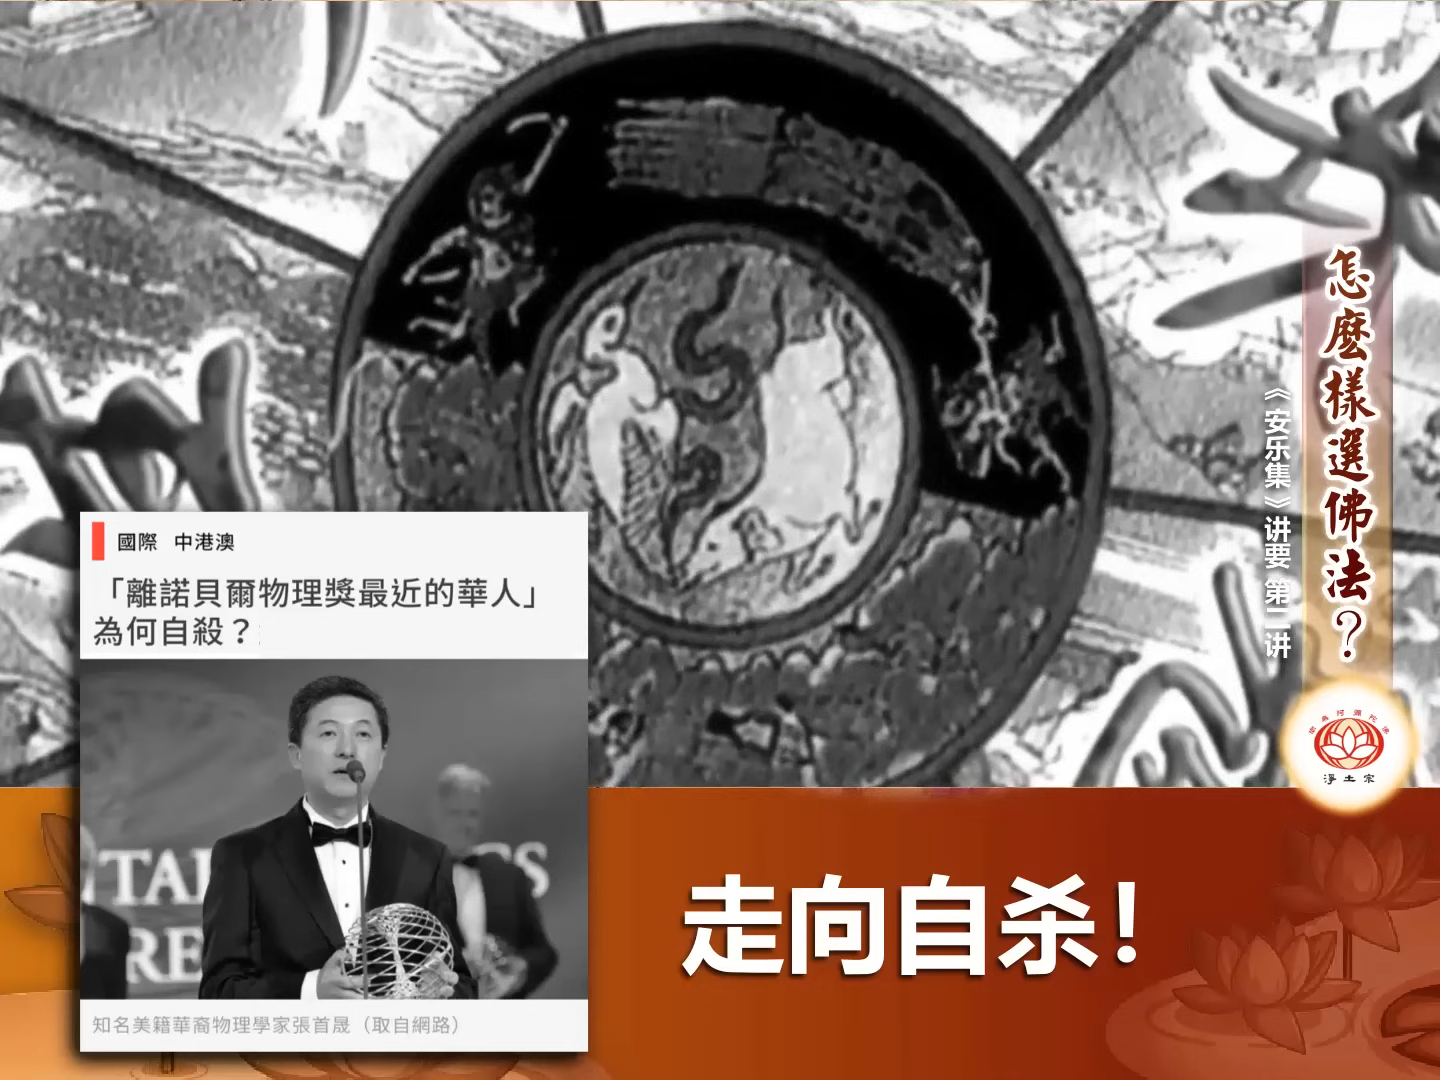 怎麼樣選佛法？
《安乐集》讲要 第二讲
淨土宗
國際 中港澳
「離諾貝爾物理獎最近的華人」
為何自殺？
知名美籍華裔物理學家張首晟（取自網路）
走向自杀！